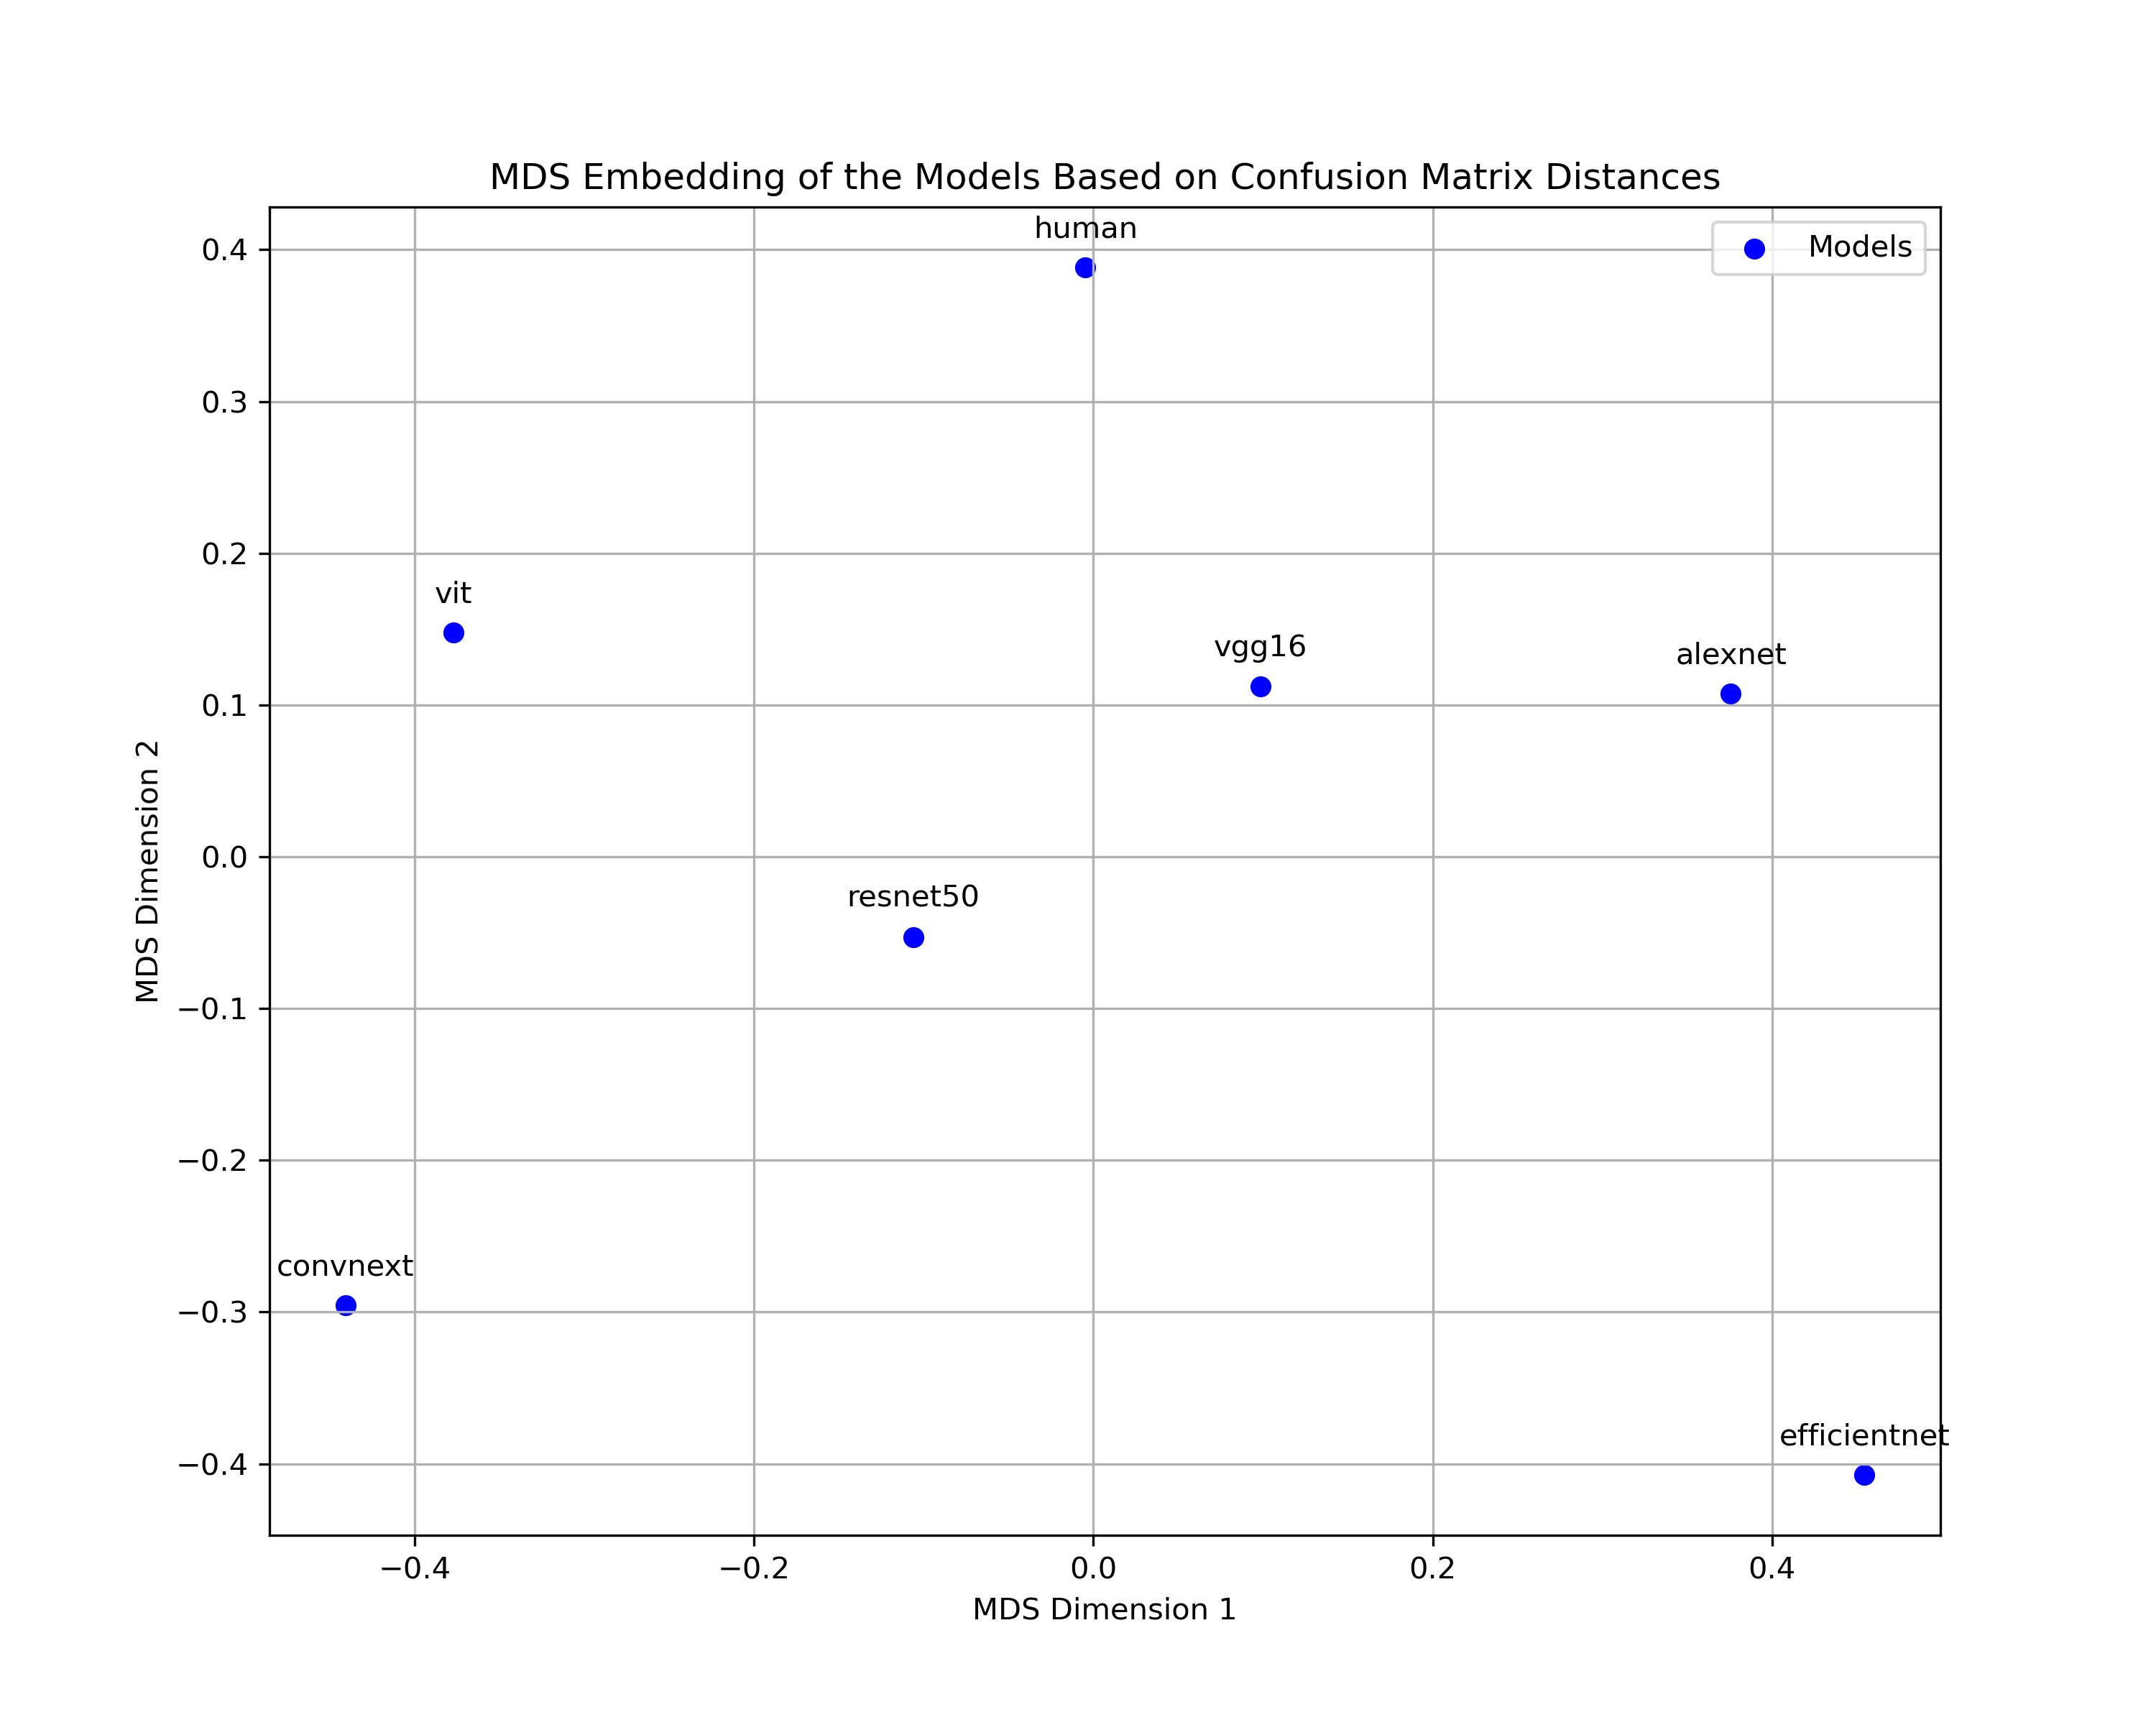 MDS Embedding of the Models Based on Confusion Matrix Distances
human
Models
0.4
0.3
0.2
vit
vgg16
alexnet
0.1
MDS Dimension 2
0.0
resnet50
−0.1
−0.2
convnext
−0.3
efficientnet
−0.4
−0.4 −0.2 0.0 0.2 0.4
MDS Dimension 1